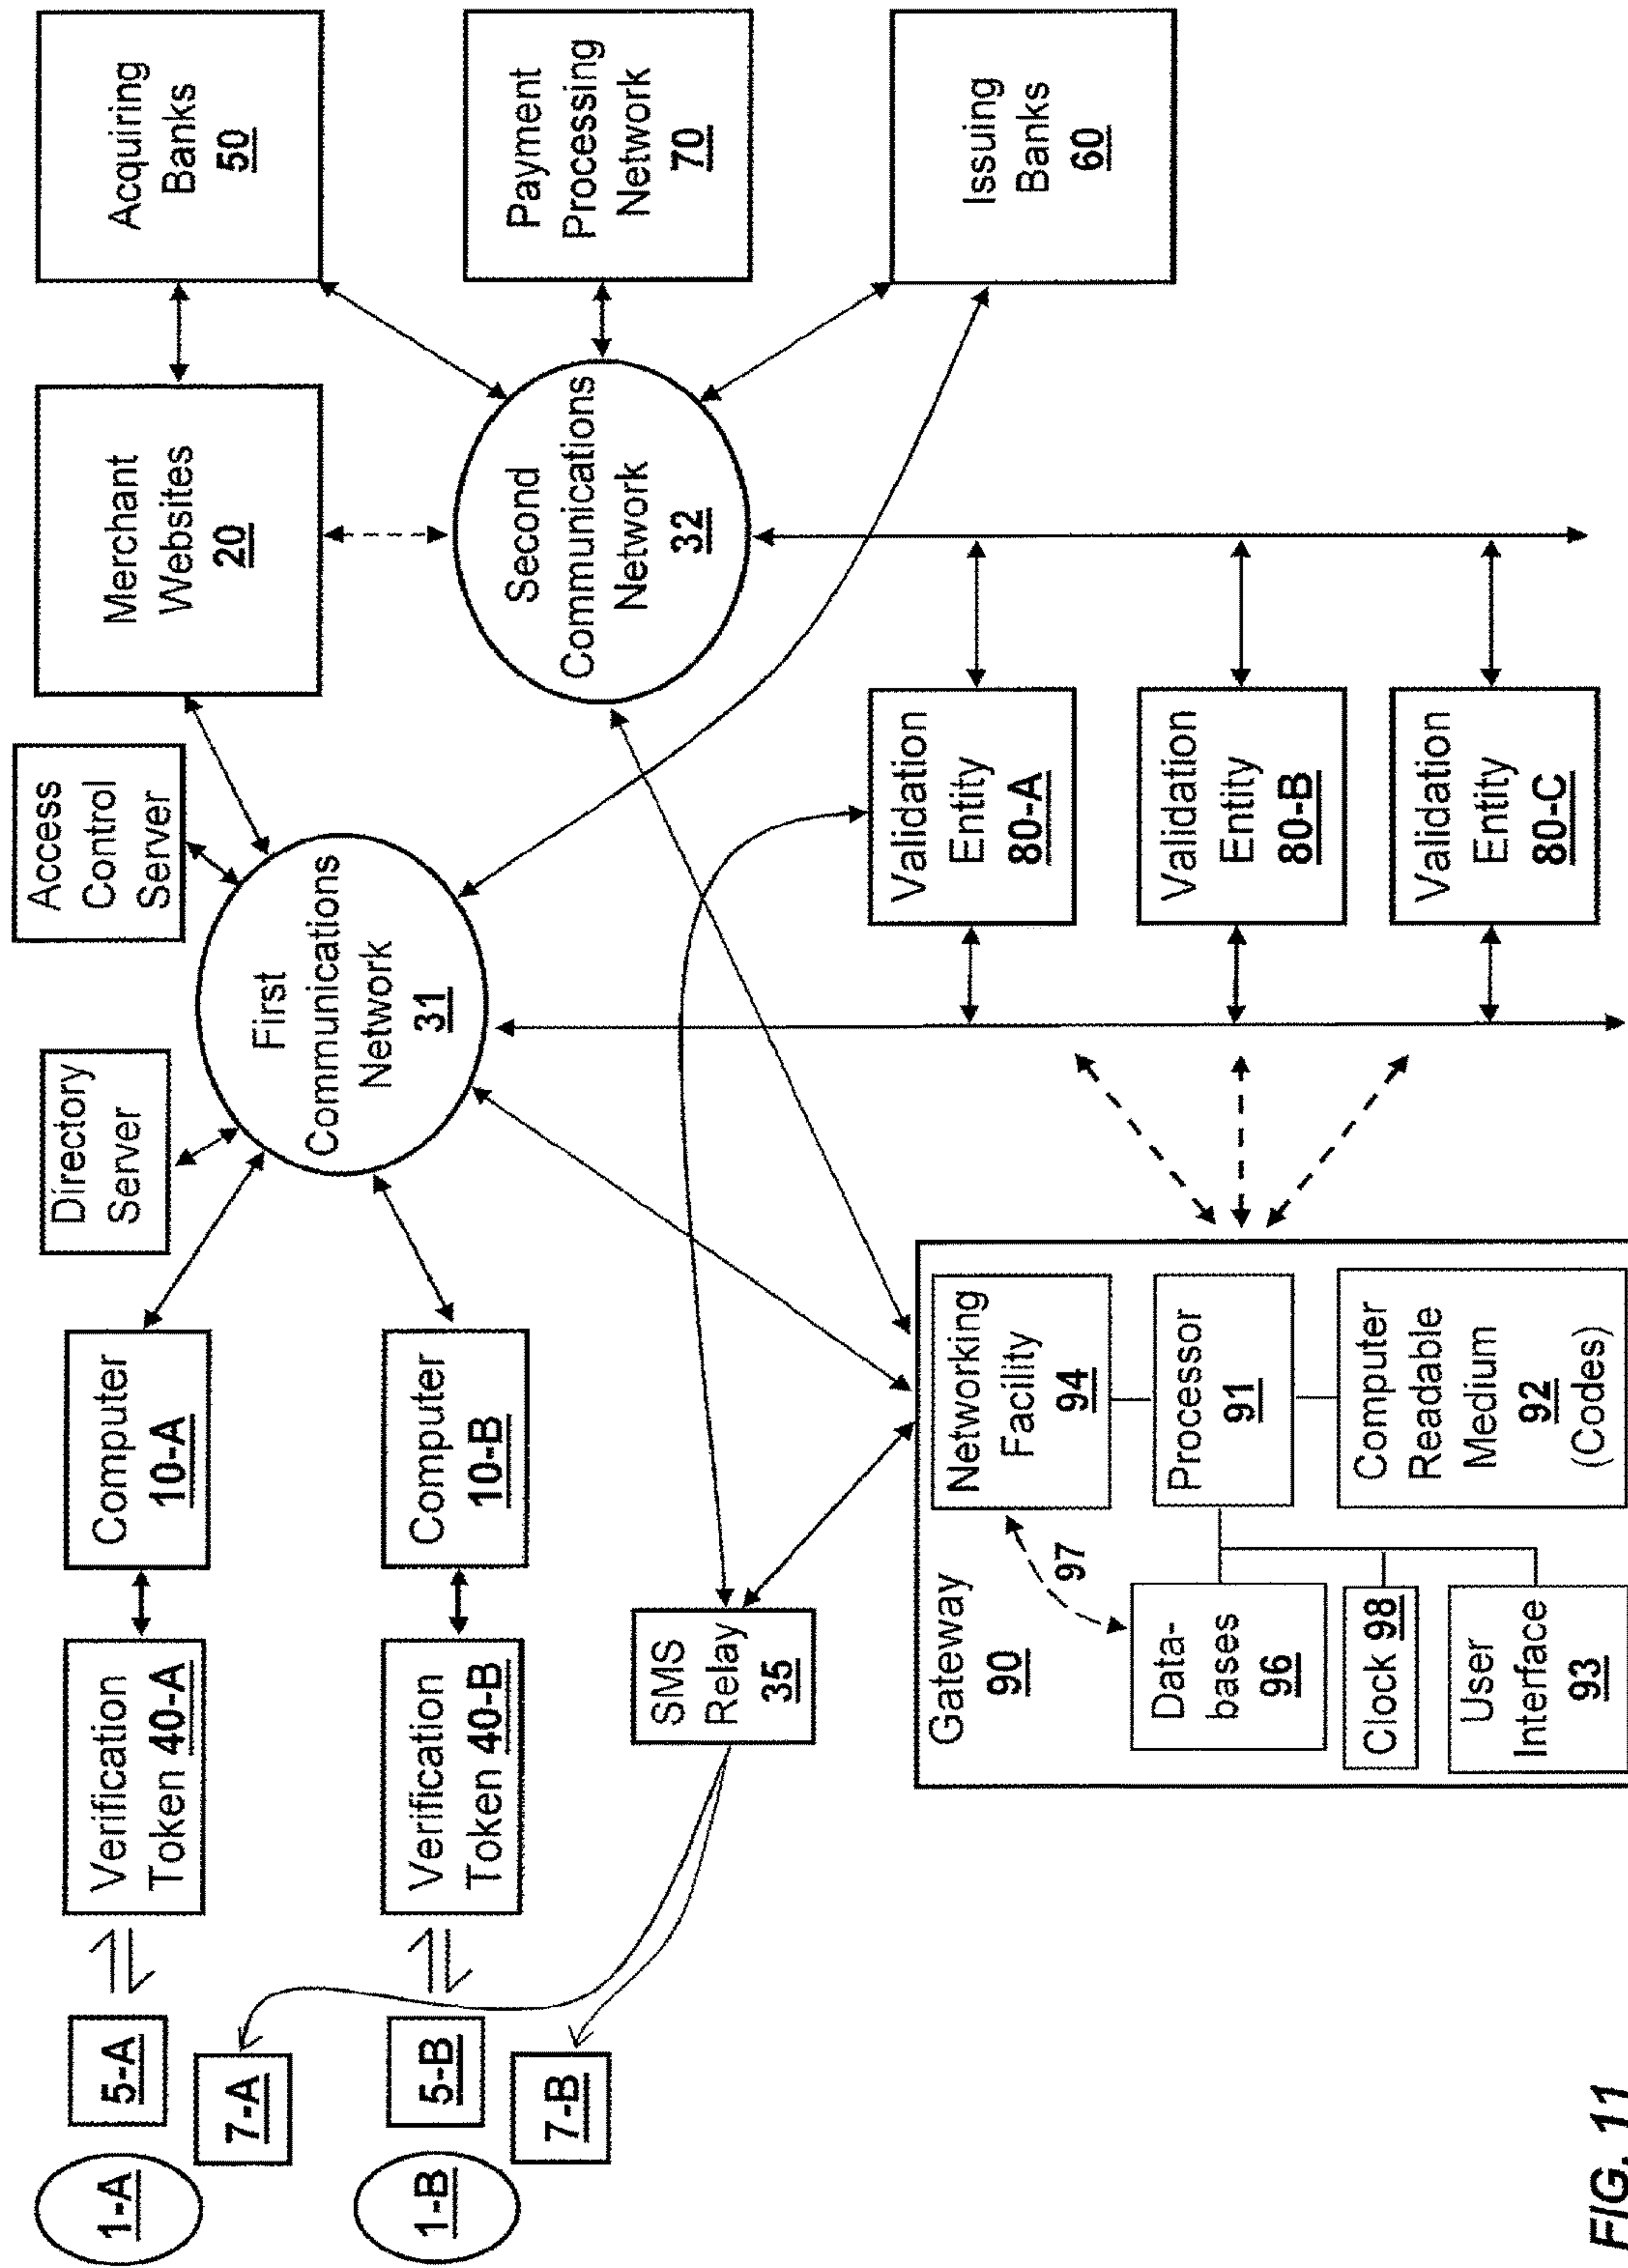 1-A
5-A
7-A
Verification
Token 40-A
Computer
10-A
Directory
Server
Access
Control
Server
Merchant
Websites
20
Acquiring
Banks
50
1-B
5-B
7-B
Verification
Token 40-B
Computer
10-B
First
Communications
Network
31
Second
Communications
Network
32
Payment
Processing
Network
70
SMS
Relay
35
Issuing
Banks
60
Gateway
90
Networking
Facility
94
97
Data-
bases
96
Processor
91
Clock 98
User
Interface
93
Computer
Readable
Medium
92
(Codes)
Validation
Entity
80-A
Validation
Entity
80-B
Validation
Entity
80-C
FIG. 11